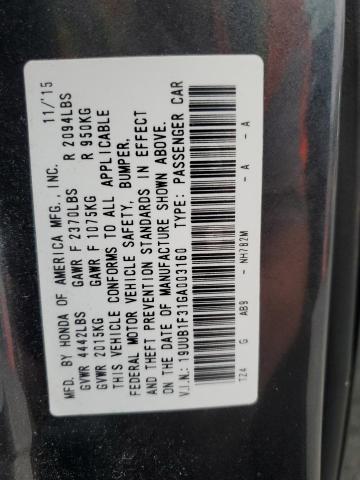 MFD. BY HONDA OF AMERICA MFG., INC. 11/'15
GVWR 4442LBS GAWR F 2370LBS R 2094LBS
GVWR 2015KG GAWR F 1075KG R 950KG
THIS VEHICLE CONFORMS TO ALL APPLICABLE
FEDERAL MOTOR VEHICLE SAFETY, BUMPER,
AND THEFT PREVENTION STANDARDS IN EFFECT
ON THE DATE OF MANUFACTURE SHOWN ABOVE.
V.I.N.: 19UUB1F31GA003160 TYPE: PASSENGER CAR
TZ4 G AB9 - NH782M - A - A